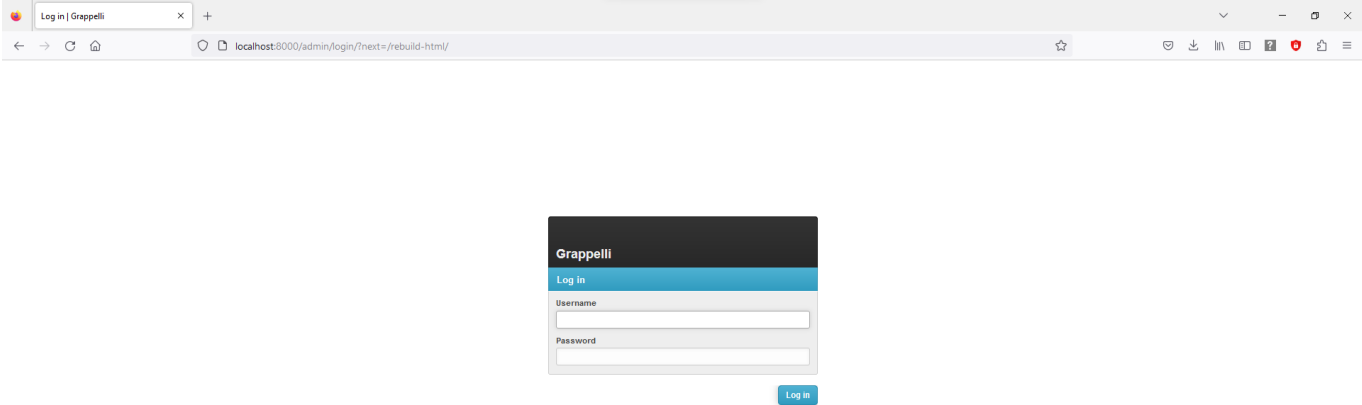 Log in | Grappelli
localhost:8000/admin/login/?next=/rebuild-html/
Grappelli
Log in
Username
Password
Log in